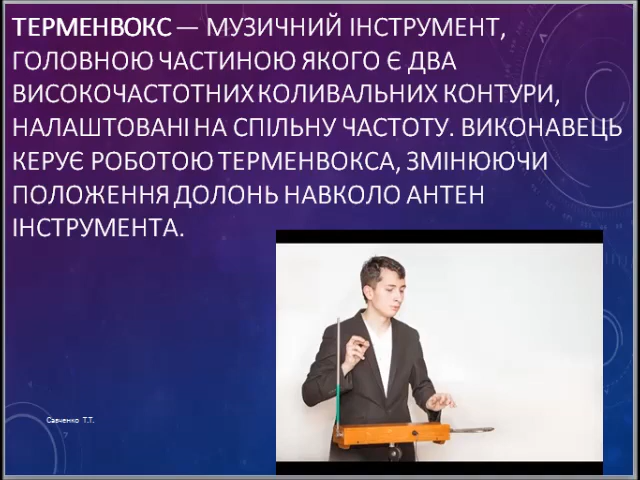 ТЕРМЕНВОКС — МУЗИЧНИЙ ІНСТРУМЕНТ,
ГОЛОВНОЮ ЧАСТИНОЮ ЯКОГО Є ДВА
ВИСОКОЧАСТОТНИХ КОЛИВАЛЬНИХ КОНТУРИ,
НАЛАШТОВАНІ НА СПІЛЬНУ ЧАСТОТУ. ВИКОНАВЕЦЬ
КЕРУЄ РОБОТОЮ ТЕРМЕНВОКСА, ЗМІНЮЮЧИ
ПОЛОЖЕННЯ ДОЛОНЬ НАВКОЛО АНТЕН
ІНСТРУМЕНТА.
Савченко Т.Т.
7